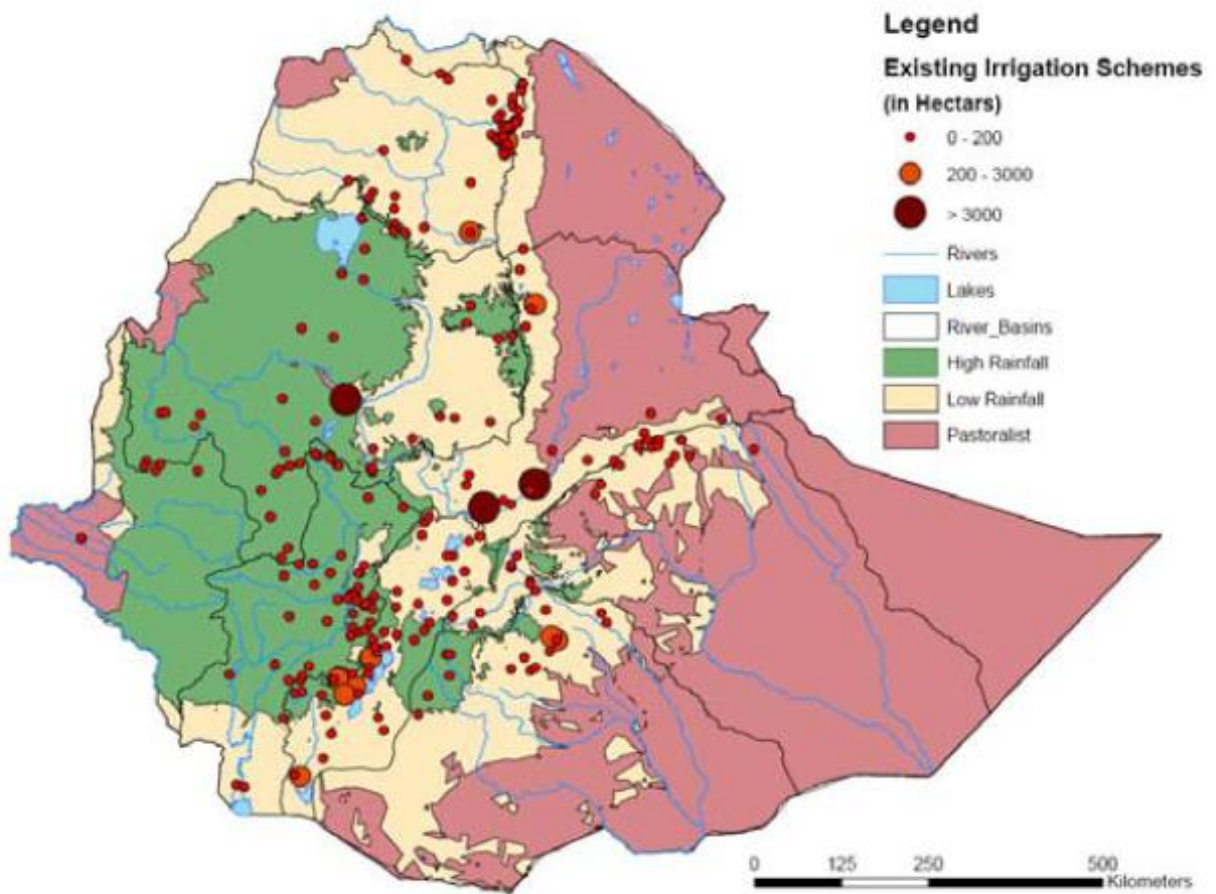 Legend
Existing Irrigation Schemes
(in Hectars)
0 - 200
200 - 3000
> 3000
Rivers
Lakes
River_Basins
High Rainfall
Low Rainfall
Pastoralist
0 125 250 500
Kilometers